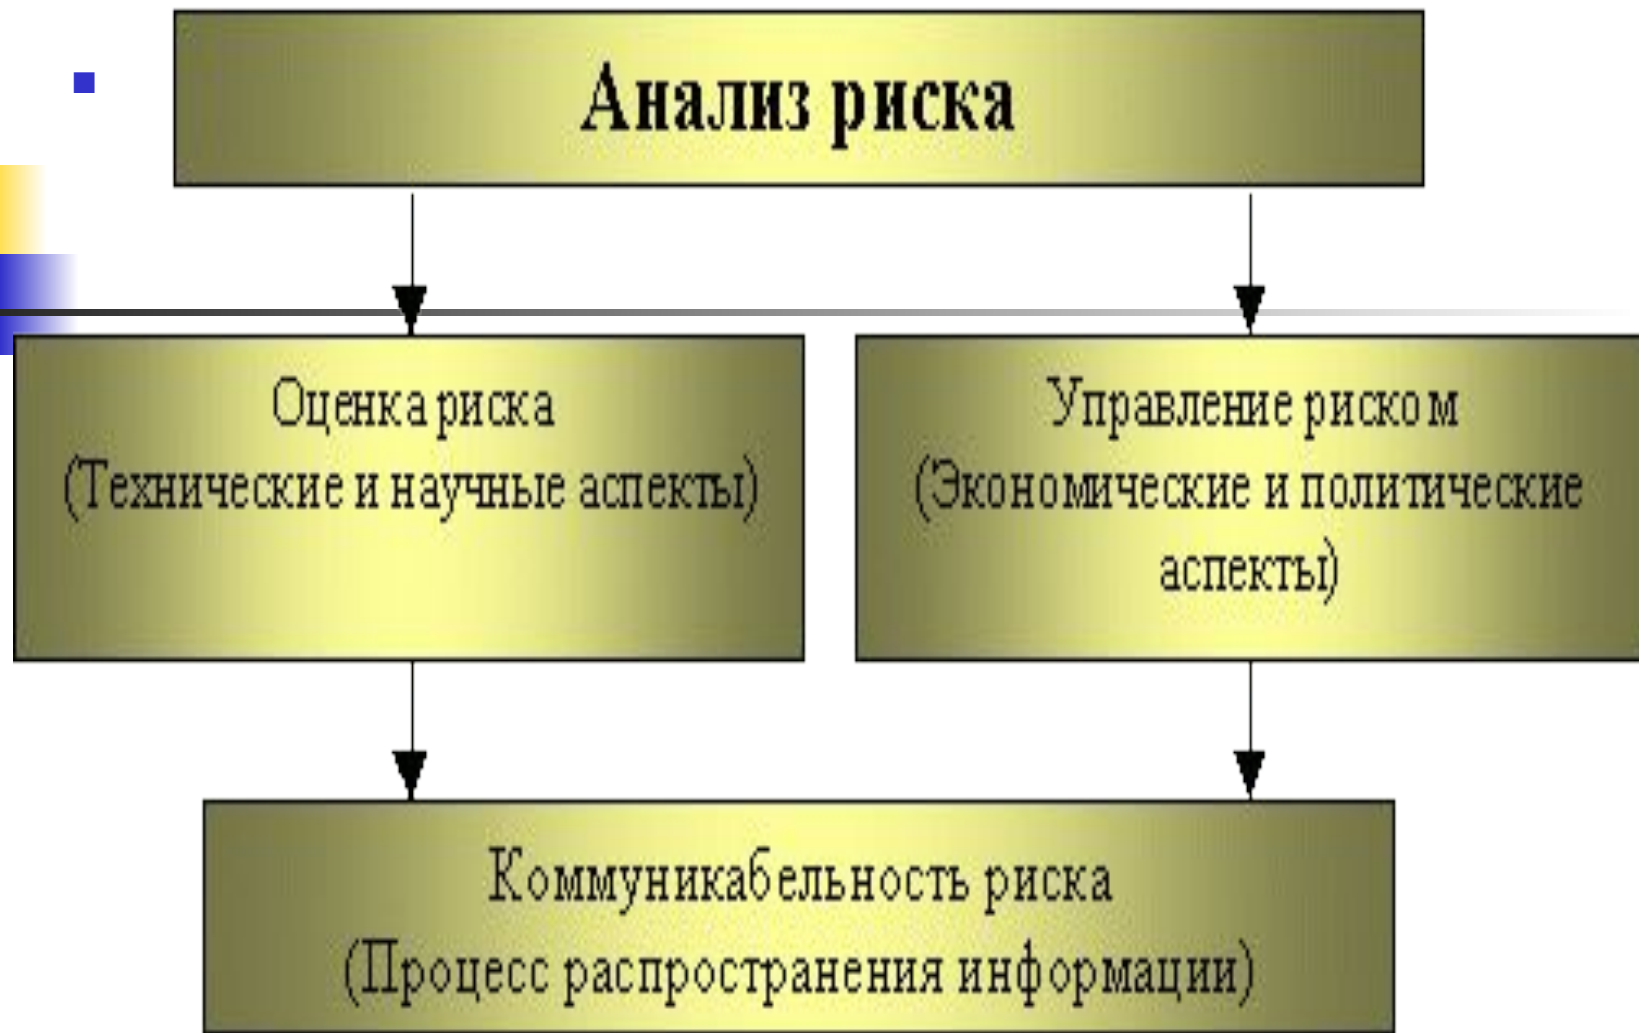 Анализ риска
Оценка риска
(Технические и научные аспекты)
Управление риском
(Экономические и политические
аспекты)
Коммуникабельность риска
(Процесс распространения информации)